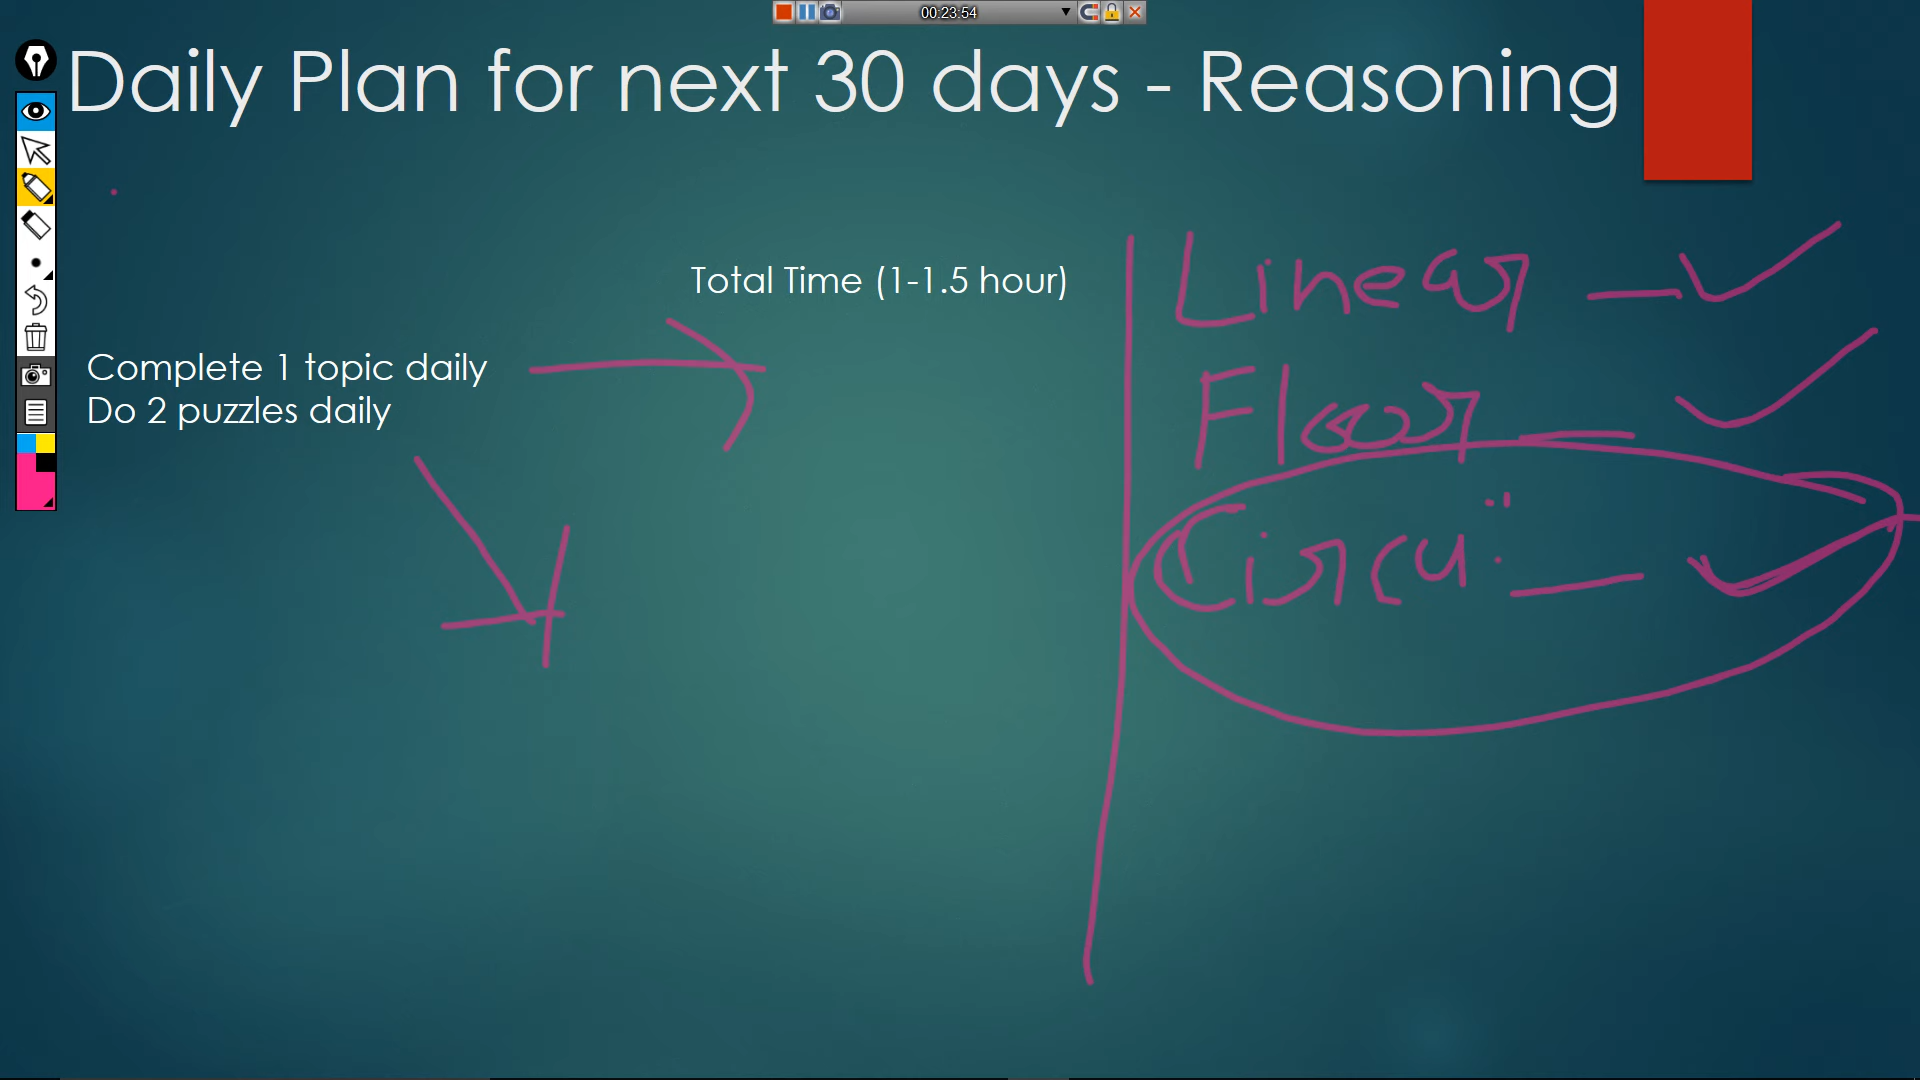 00:23:54
Daily Plan for next 30 days - Reasoning
Total Time (1-1.5 hour)
Complete 1 topic daily
Do 2 puzzles daily
Linear
Floor
Circu